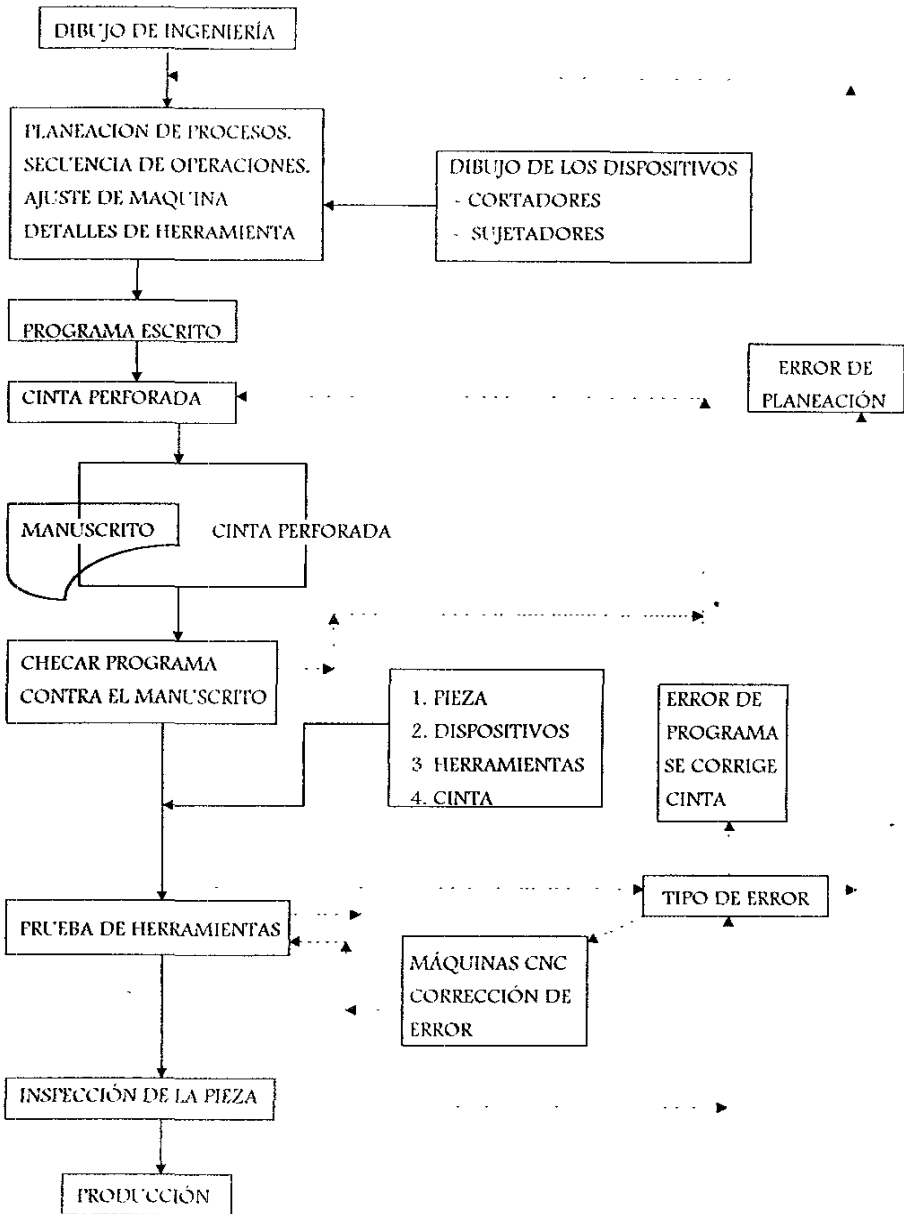 DIBUJO DE INGENIERÍA
PLANEACION DE PROCESOS.
SECUENCIA DE OPERACIONES.
AJUSTE DE MAQUINA
DETALLES DE HERRAMIENTA
DIBUJO DE LOS DISPOSITIVOS
- CORTADORES
- SUJETADORES
PROGRAMA ESCRITO
CINTA PERFORADA
ERROR DE
PLANEACIÓN
MANUSCRITO
CINTA PERFORADA
CHECAR PROGRAMA
CONTRA EL MANUSCRITO
1. PIEZA
2. DISPOSITIVOS
3 HERRAMIENTAS
4. CINTA
ERROR DE
PROGRAMA
SE CORRIGE
CINTA
TIPO DE ERROR
PRUEBA DE HERRAMIENTAS
MÁQUINAS CNC
CORRECCIÓN DE
ERROR
INSPECCIÓN DE LA PIEZA
PRODUCCIÓN